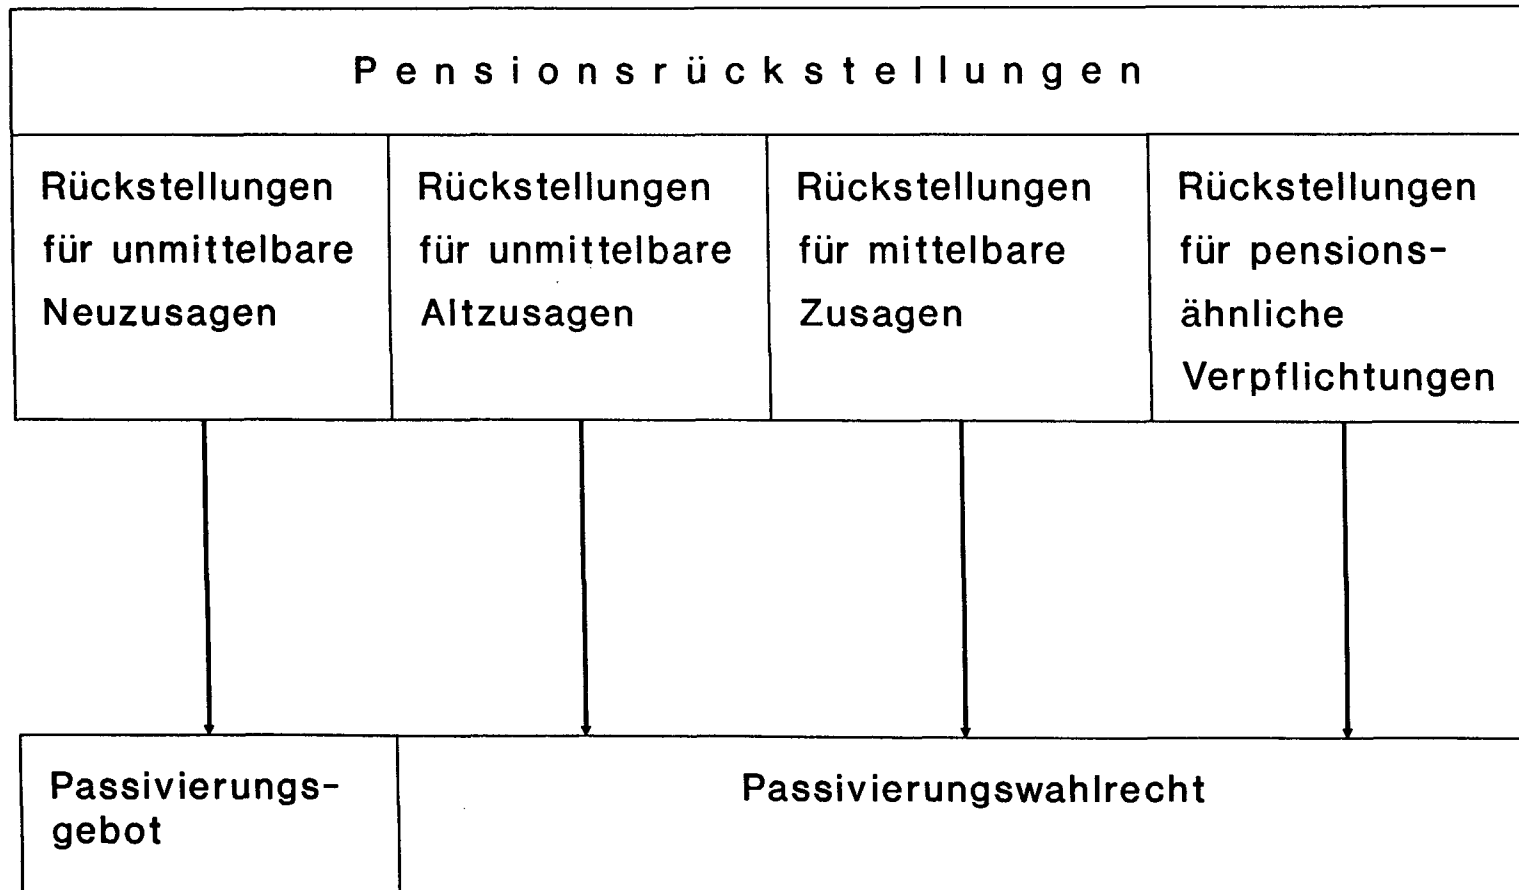 Pensionsrückstellungen
Rückstellungen
für unmittelbare
Neuzusagen
Rückstellungen
für unmittelbare
Altzusagen
Rückstellungen
für mittelbare
Zusagen
Rückstellungen
für pensions-
ähnliche
Verpflichtungen
Passivierungs-
gebot
Passivierungswahlrecht